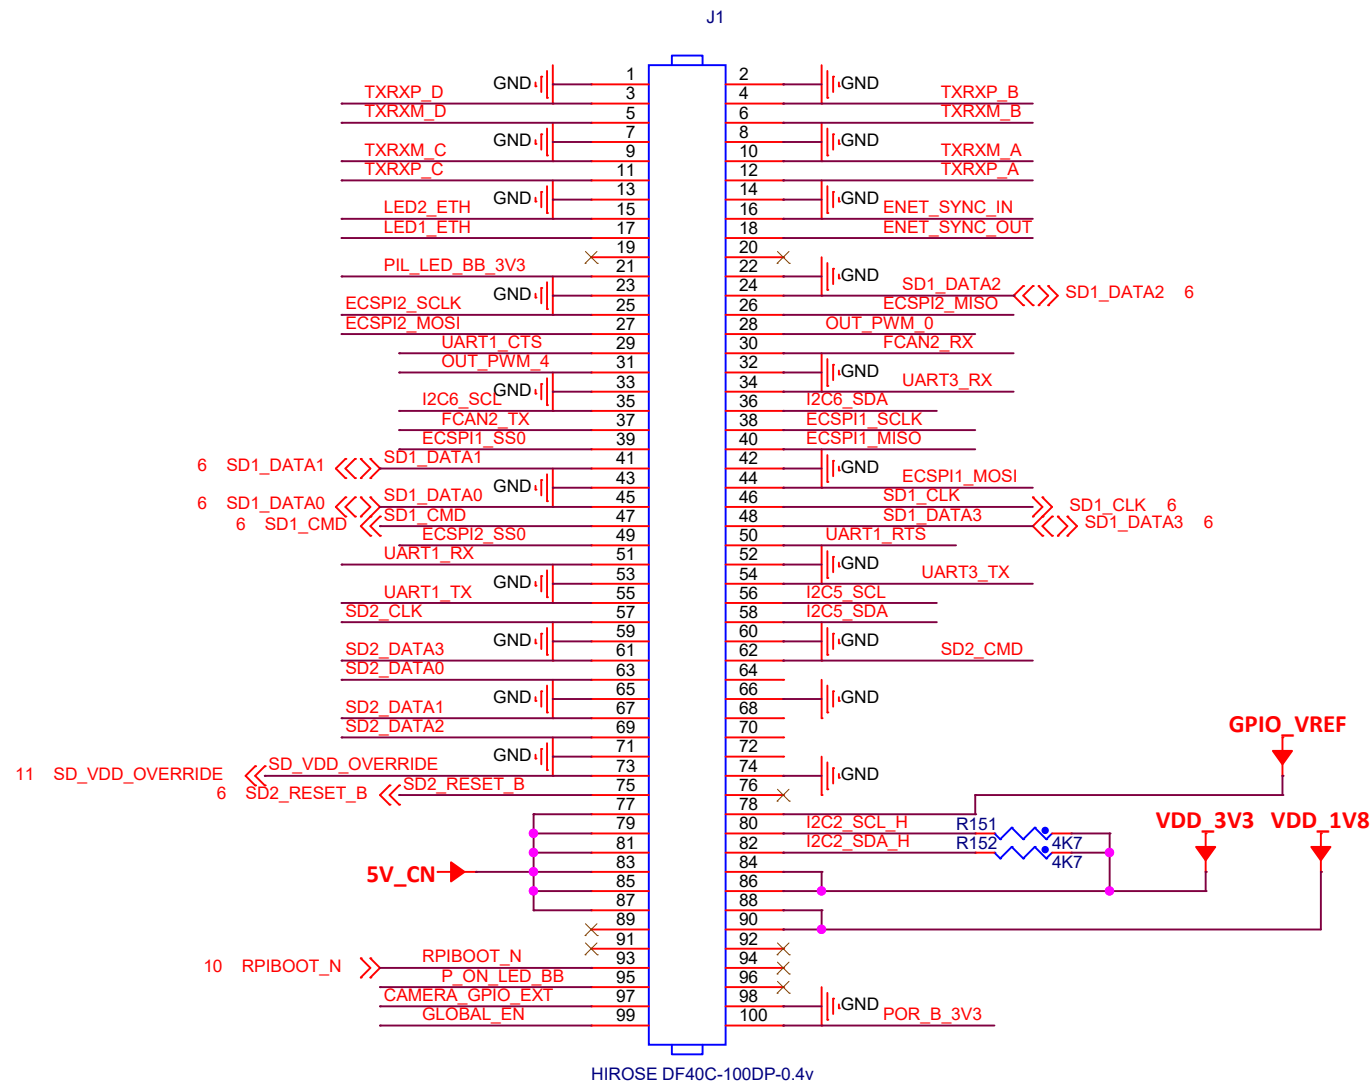 J1
1 2
GND GND
TXRXP_D 3 4 TXRXP_B
TXRXM_D 5 6 TXRXM_B
GND 7 8 GND
TXRXM_C 9 10 TXRXM_A
TXRXP_C 11 12 TXRXP_A
GND 13 14 GND
LED2_ETH 15 16 ENET_SYNC_IN
LED1_ETH 17 18 ENET_SYNC_OUT
19 20
PIL_LED_BB_3V3 21 22 GND
GND 23 24 SD1_DATA2 SD1_DATA2 6
ECSPI2_SCLK 25 26 ECSPI2_MISO
ECSPI2_MOSI 27 28 OUT_PWM_0
UART1_CTS 29 30 FCAN2_RX
OUT_PWM_4 31 32 GND
GND 33 34 UART3_RX
I2C6_SCL 35 36 I2C6_SDA
FCAN2_TX 37 38 ECSPI1_SCLK
ECSPI1_SS0 39 40 ECSPI1_MISO
6 SD1_DATA1 SD1_DATA1 41 42 GND
GND 43 44 ECSPI1_MOSI
6 SD1_DATA0 SD1_DATA0 45 46 SD1_CLK SD1_CLK 6
6 SD1_CMD SD1_CMD 47 48 SD1_DATA3 SD1_DATA3 6
ECSPI2_SS0 49 50 UART1_RTS
UART1_RX 51 52 GND
GND 53 54 UART3_TX
UART1_TX 55 56 I2C5_SCL
SD2_CLK 57 58 I2C5_SDA
GND 59 60 GND
SD2_DATA3 61 62 SD2_CMD
SD2_DATA0 63 64
GND 65 66 GND
SD2_DATA1 67 68
SD2_DATA2 69 70
GND 71 72
11 SD_VDD_OVERRIDE SD_VDD_OVERRIDE 73 74 GND
6 SD2_RESET_B SD2_RESET_B 75 76
GPIO_VREF
77 78
79 80 I2C2_SCL_H R151 4K7
VDD_3V3 VDD_1V8
81 82 I2C2_SDA_H R152 4K7
5V_CN 83 84
85 86
87 88
89 90
91 92
10 RPIBOOT_N RPIBOOT_N 93 94
P_ON_LED_BB 95 96
CAMERA_GPIO_EXT 97 98 GND
GLOBAL_EN 99 100 POR_B_3V3
HIROSE DF40C-100DP-0.4v